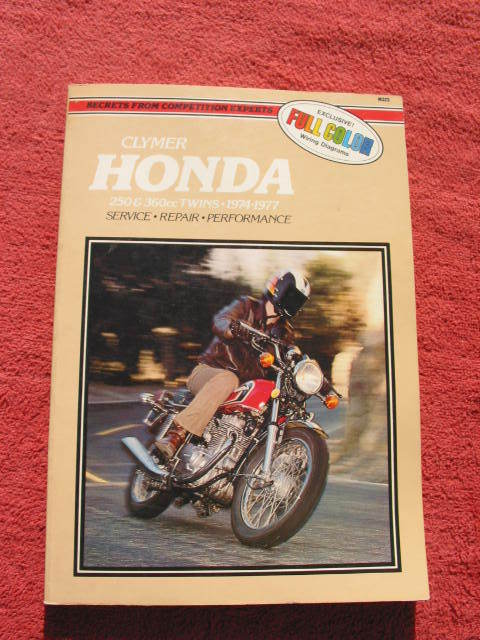 M323
SECRETS FROM COMPETITION EXPERTS
EXCLUSIVE!
FULL COLOR
Wiring Diagrams
CLYMER
HONDA
250 & 360cc TWINS • 1974-1977
SERVICE • REPAIR • PERFORMANCE